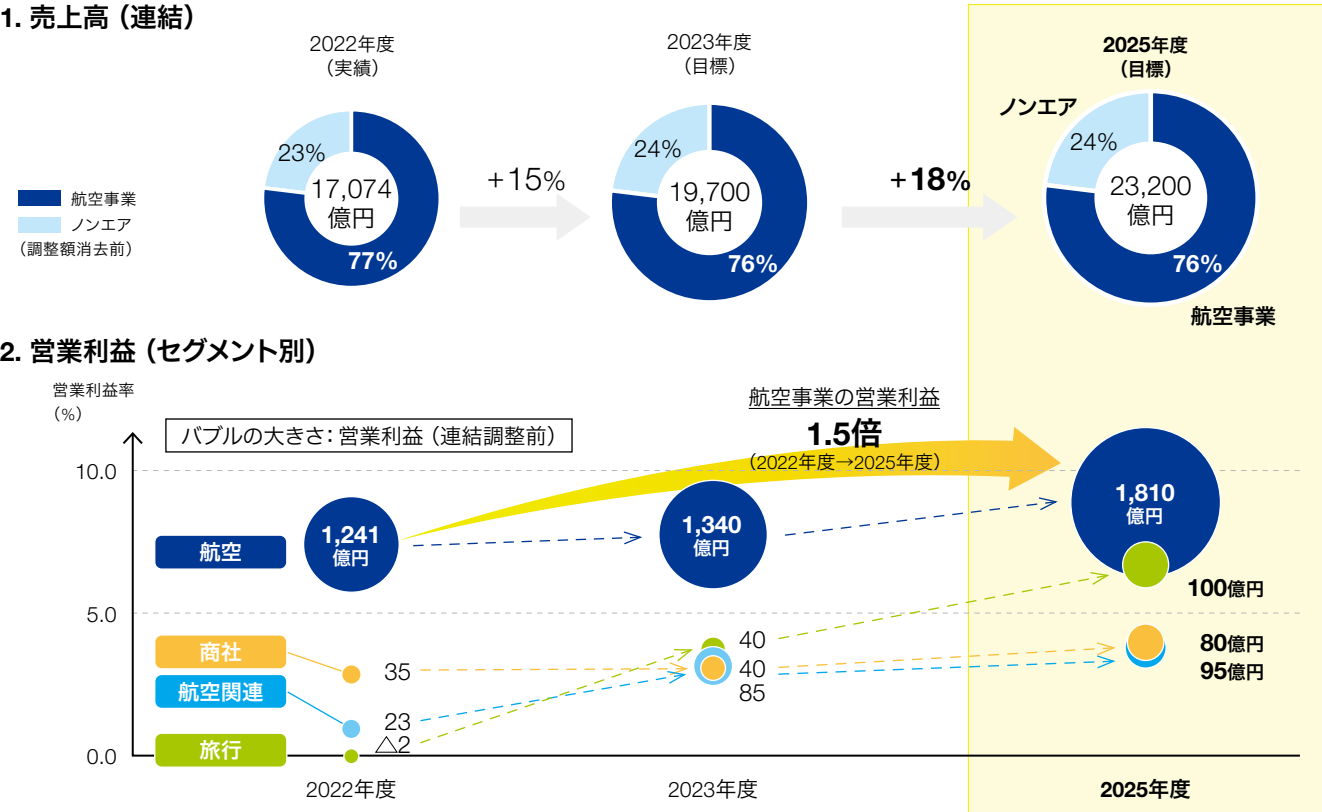 1. 売上高（連結）
2022年度
（実績）
2023年度
（目標）
2025年度
（目標）
ノンエア
23%
24%
24%
17,074
億円
+15%
19,700
億円
+18%
23,200
億円
航空事業
ノンエア
（調整額消去前）
77%
76%
76%
航空事業
2. 営業利益（セグメント別）
営業利益率
（%）
バブルの大きさ：営業利益（連結調整前）
航空事業の営業利益
1.5倍
（2022年度→2025年度）
10.0
1,241
億円
1,340
億円
1,810
億円
航空
100億円
5.0
商社
35
40
40
85
80億円
95億円
航空関連
23
△2
旅行
0.0
2022年度
2023年度
2025年度